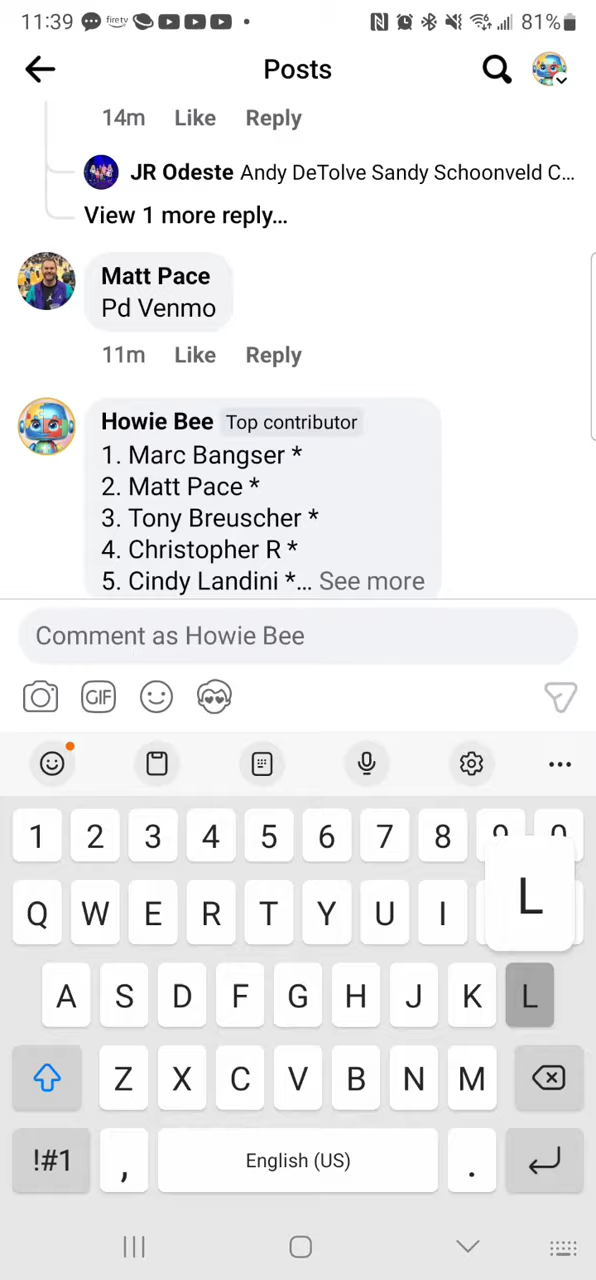 11:39 firetv 81%
Posts
14m Like Reply
JR Odeste Andy DeTolve Sandy Schoonveld C...
View 1 more reply...
Matt Pace
Pd Venmo
11m Like Reply
Howie Bee Top contributor
1. Marc Bangser *
2. Matt Pace *
3. Tony Breuscher *
4. Christopher R *
5. Cindy Landini *... See more
Comment as Howie Bee
GIF
1 2 3 4 5 6 7 8 9 0
L
Q W E R T Y U I
A S D F G H J K L
Z X C V B N M
!#1 , English (US) .